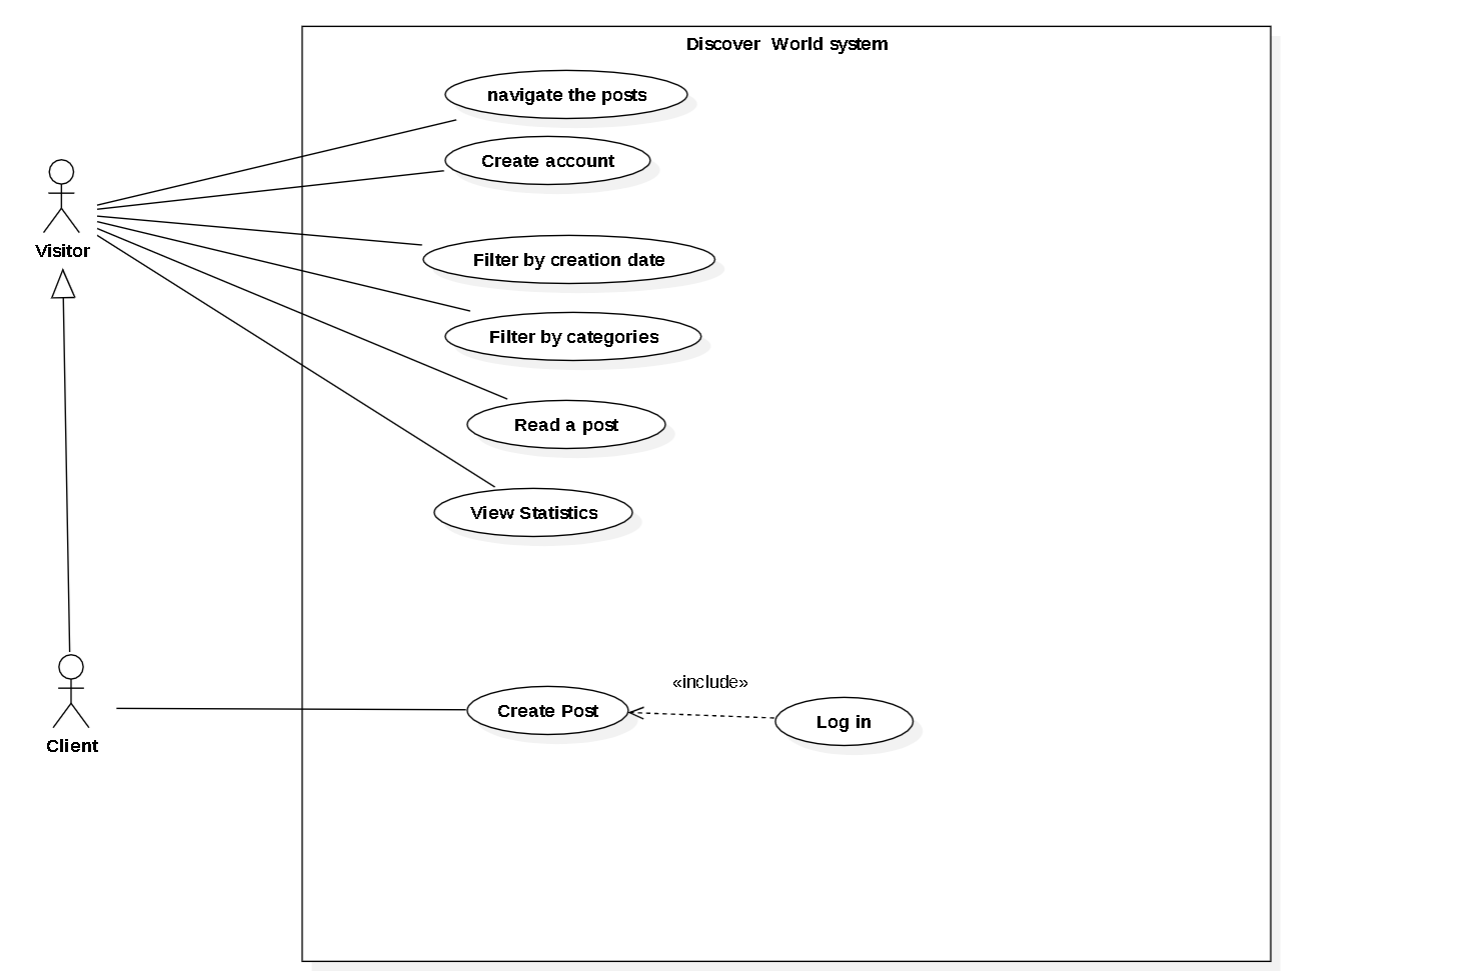 Discover World system
navigate the posts
Create account
Visitor
Filter by creation date
Filter by categories
Read a post
View Statistics
«include»
Create Post
Log in
Client